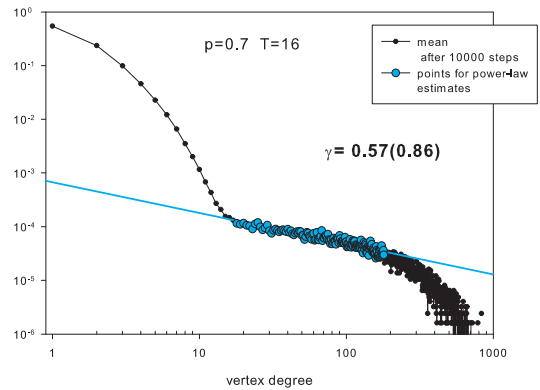 10^0
p=0.7 T=16
mean
after 10000 steps
points for power-law
estimates
10^-1
γ= 0.57(0.86)
10^-2
10^-3
10^-4
10^-5
10^-6
1 10 100 1000
vertex degree